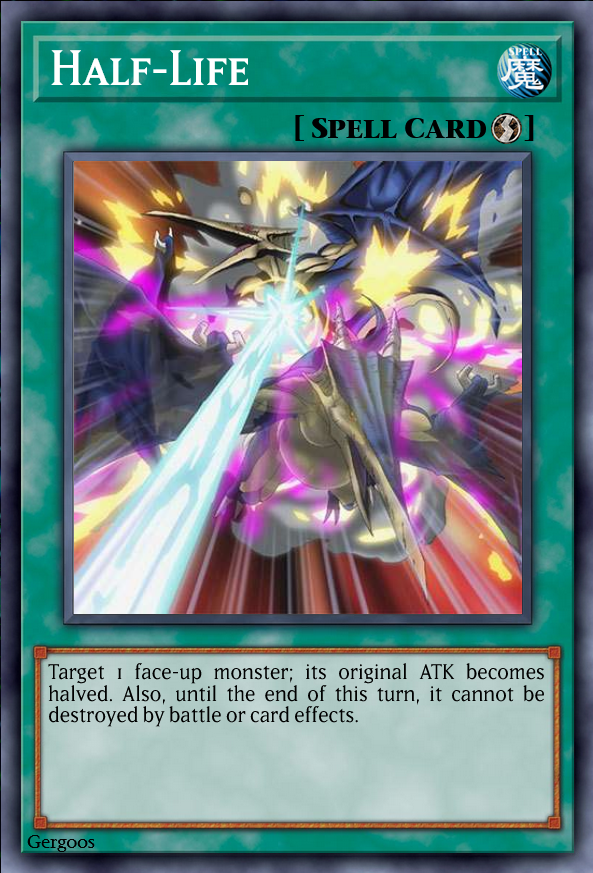 Half-Life
SPELL
魔
[ Spell Card ]
Target 1 face-up monster; its original ATK becomes
halved. Also, until the end of this turn, it cannot be
destroyed by battle or card effects.
Gergoos